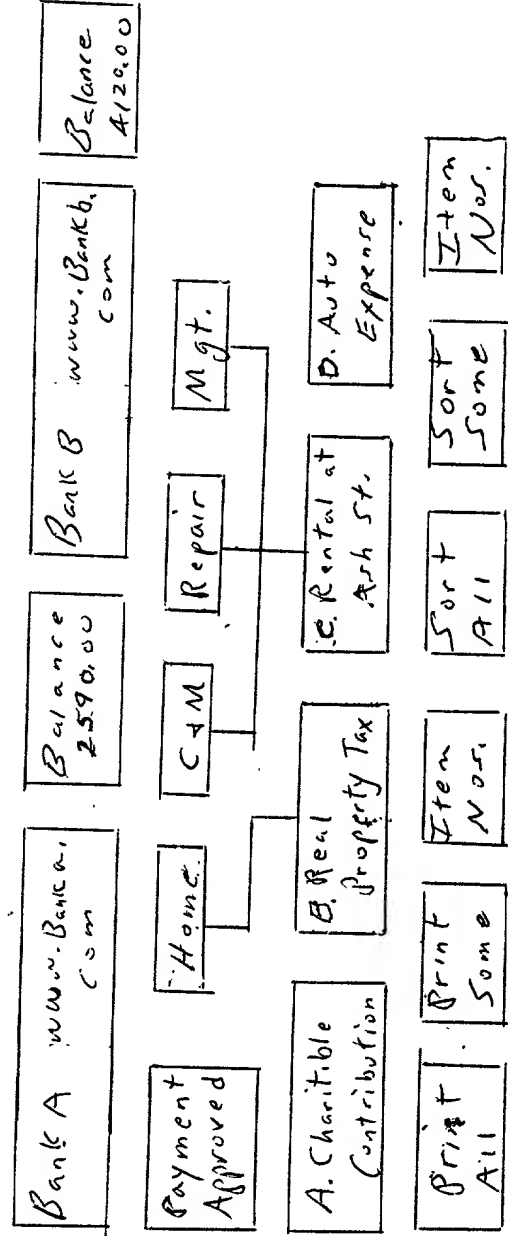 Bank A www.Banka.
com
Balance
2590.00
Bank B www.Bankb.
com
Balance
4120.00
Payment
Approved
Home
C+M
Repair
Mgt.
A. Charitible
Contribution
B. Real
Property Tax
C. Rental at
Ash St.
D. Auto
Expense
Print
All
Print
Some
Item
Nos.
Sort
All
Sort
Some
Item
Nos.